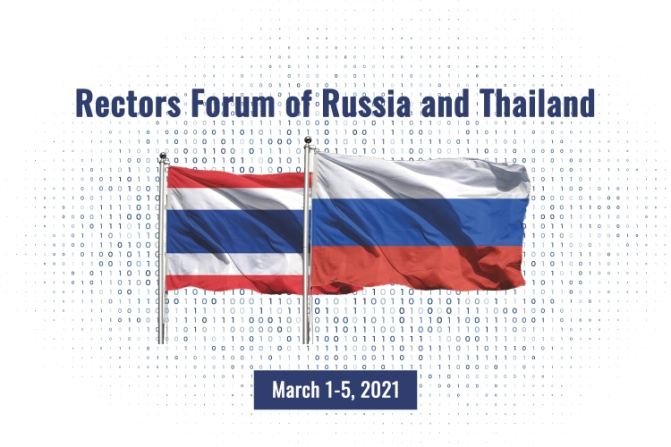 Rectors Forum of Russia and Thailand
March 1-5, 2021